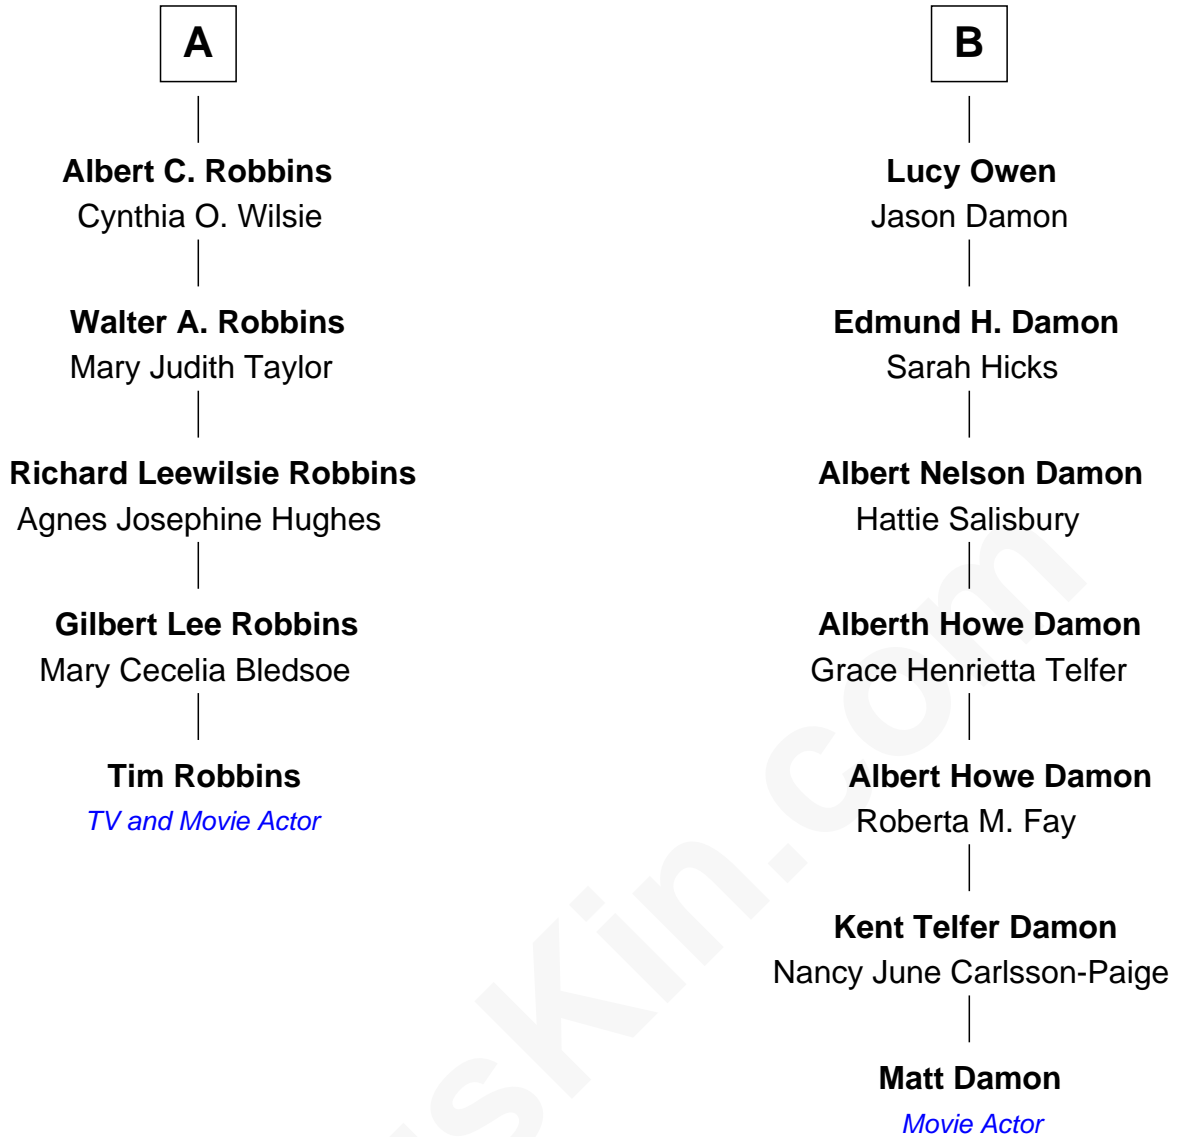 A
Albert C. Robbins
Cynthia O. Wilsie
Walter A. Robbins
Mary Judith Taylor
Richard Leewilsie Robbins
Agnes Josephine Hughes
Gilbert Lee Robbins
Mary Cecelia Bledsoe
Tim Robbins
TV and Movie Actor
B
Lucy Owen
Jason Damon
Edmund H. Damon
Sarah Hicks
Albert Nelson Damon
Hattie Salisbury
Alberth Howe Damon
Grace Henrietta Telfer
Albert Howe Damon
Roberta M. Fay
Kent Telfer Damon
Nancy June Carlsson-Paige
Matt Damon
Movie Actor
sKin.com